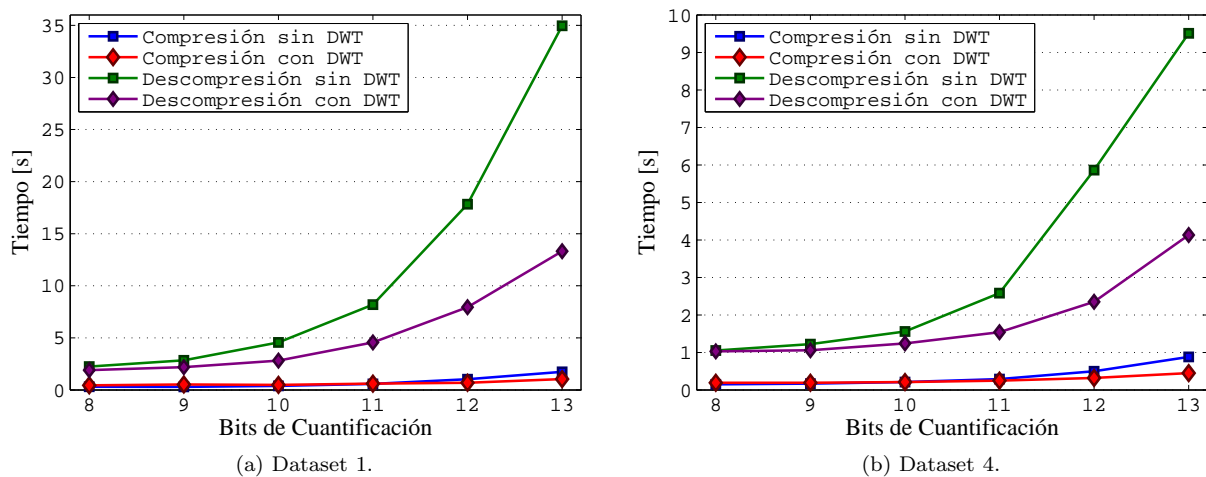 Compresión sin DWT
Compresión con DWT
Descompresión sin DWT
Descompresión con DWT
35
30
25
20
15
10
5
0
Tiempo [s]
8 9 10 11 12 13
Bits de Cuantificación
(a) Dataset 1.
Compresión sin DWT
Compresión con DWT
Descompresión sin DWT
Descompresión con DWT
10
9
8
7
6
5
4
3
2
1
0
Tiempo [s]
8 9 10 11 12 13
Bits de Cuantificación
(b) Dataset 4.